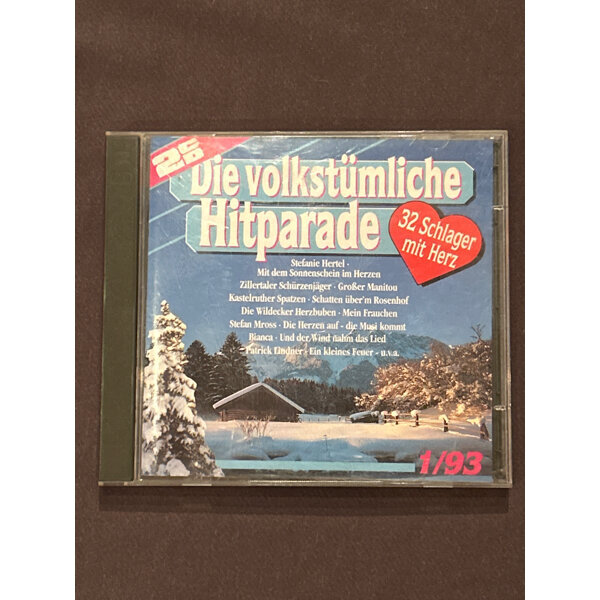 2CD
Die volkstümliche
Hitparade
32 Schlager
mit Herz
Stefanie Hertel ·
Mit dem Sonnenschein im Herzen
Zillertaler Schürzenjäger · Großer Manitou
Kastelruther Spatzen · Schatten über'm Rosenhof
Die Wildecker Herzbuben · Mein Frauchen
Stefan Mross · Die Herzen auf - die Musi kommt
Bianca · Und der Wind nahm das Lied
Patrick Lindner · Ein kleines Feuer - u.v.a.
1/93